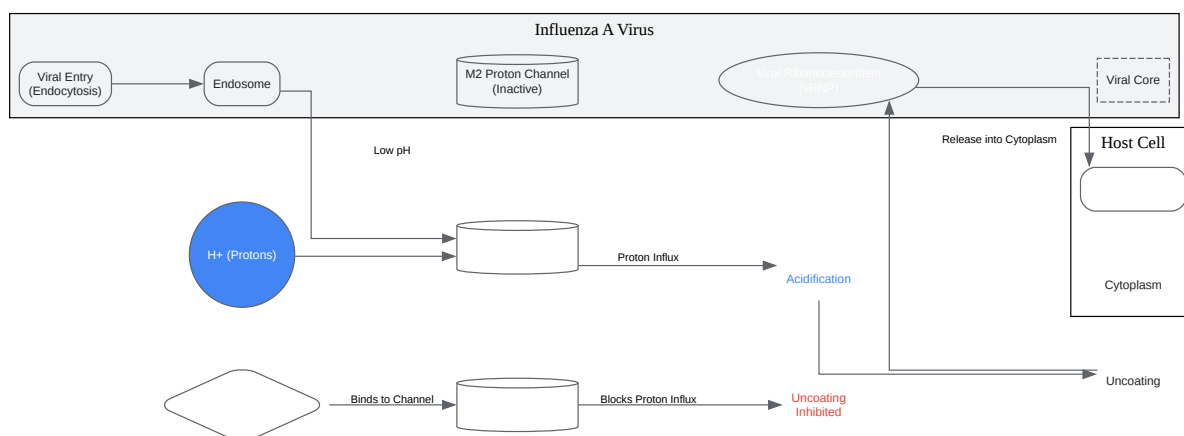 Influenza A Virus
Viral Entry
(Endocytosis)
Endosome
M2 Proton Channel
(Inactive)
Viral Ribonucleoprotein
(vRNP)
Viral Core
Low pH
Release into Cytoplasm
Host Cell
H+ (Protons)
Proton Influx
Acidification
Cytoplasm
Binds to Channel
Blocks Proton Influx
Uncoating
Inhibited
Uncoating